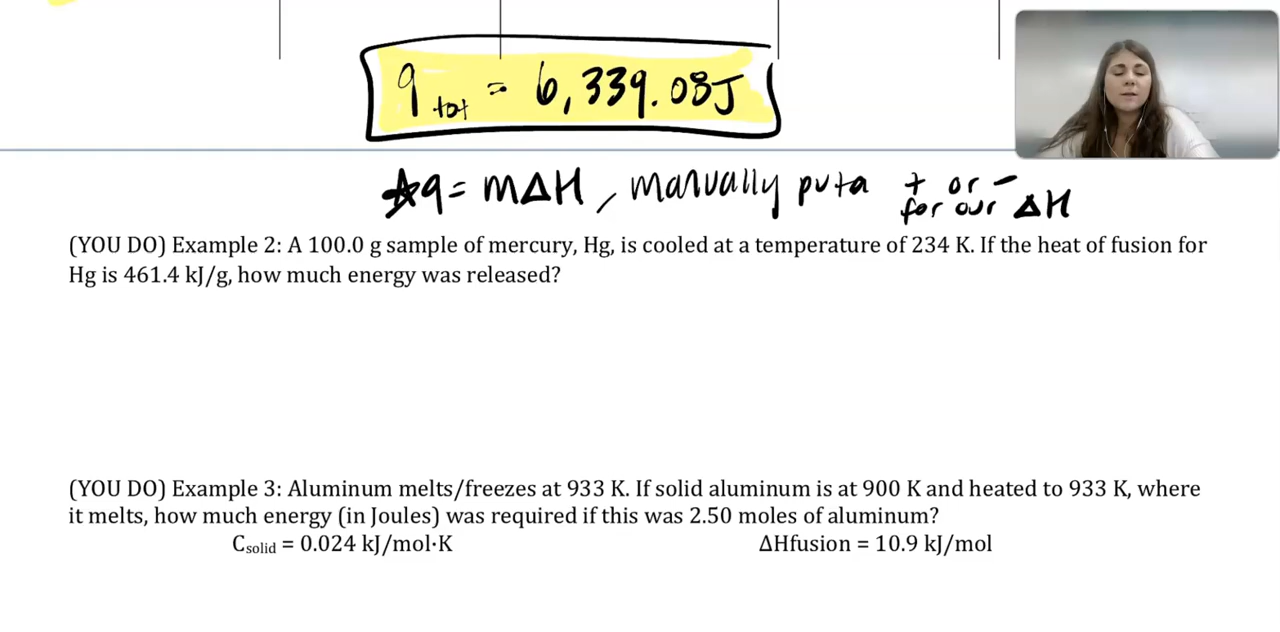 q tot = 6,339.08J
☆q = mΔH, manually put a + or - for our ΔH
(YOU DO) Example 2: A 100.0 g sample of mercury, Hg, is cooled at a temperature of 234 K. If the heat of fusion for
Hg is 461.4 kJ/g, how much energy was released?
(YOU DO) Example 3: Aluminum melts/freezes at 933 K. If solid aluminum is at 900 K and heated to 933 K, where
it melts, how much energy (in Joules) was required if this was 2.50 moles of aluminum?
Csolid = 0.024 kJ/mol·K ΔHfusion = 10.9 kJ/mol